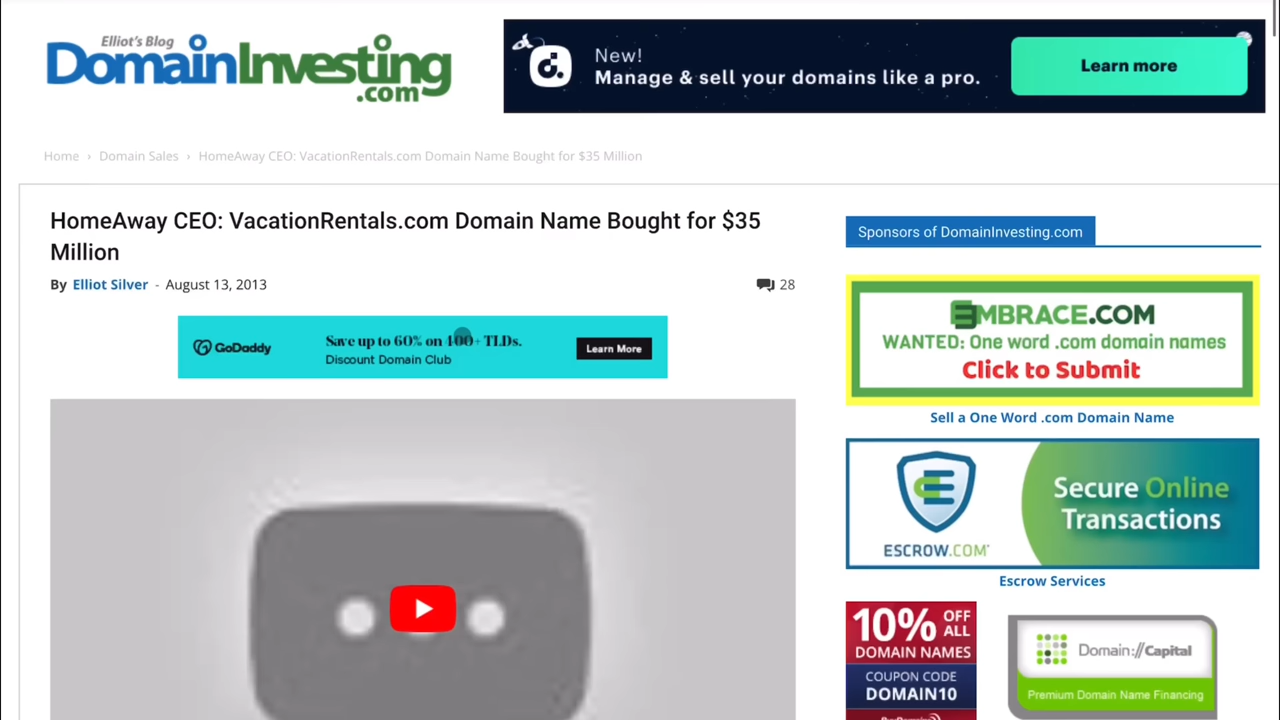 Elliot's Blog
DomainInvesting
.com
New!
Manage & sell your domains like a pro.
Learn more
Home › Domain Sales › HomeAway CEO: VacationRentals.com Domain Name Bought for $35 Million
HomeAway CEO: VacationRentals.com Domain Name Bought for $35
Million
By Elliot Silver - August 13, 2013
28
GoDaddy
Save up to 60% on 400+ TLDs.
Discount Domain Club
Learn More
Sponsors of DomainInvesting.com
EMBRACE.COM
WANTED: One word .com domain names
Click to Submit
Sell a One Word .com Domain Name
ESCROW.COM
Secure Online
Transactions
Escrow Services
10% OFF
ALL
DOMAIN NAMES
COUPON CODE
DOMAIN10
Domain://Capital
Premium Domain Name Financing